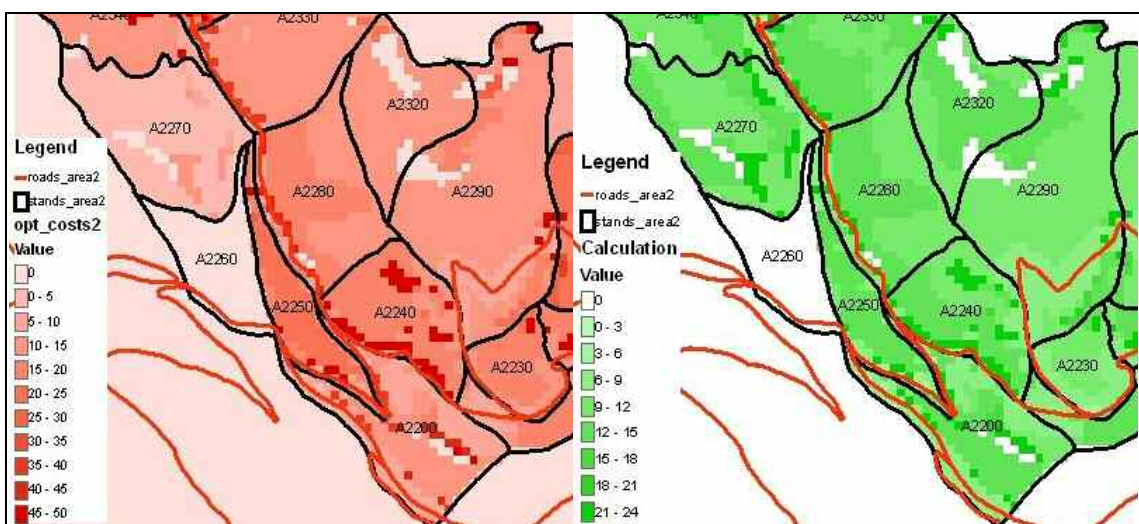 A2340
A2330
A2320
A2270
A2280
A2290
A2260
A2250
A2240
A2230
A2200
Legend
roads_area2
stands_area2
opt_costs2
Value
0
0 - 5
5 - 10
10 - 15
15 - 20
20 - 25
25 - 30
30 - 35
35 - 40
40 - 45
45 - 50
A2330
A2320
A2270
A2280
A2290
A2260
A2250
A2240
A2230
A2200
Legend
roads_area2
stands_area2
Calculation
Value
0
0 - 3
3 - 6
6 - 9
9 - 12
12 - 15
15 - 18
18 - 21
21 - 24